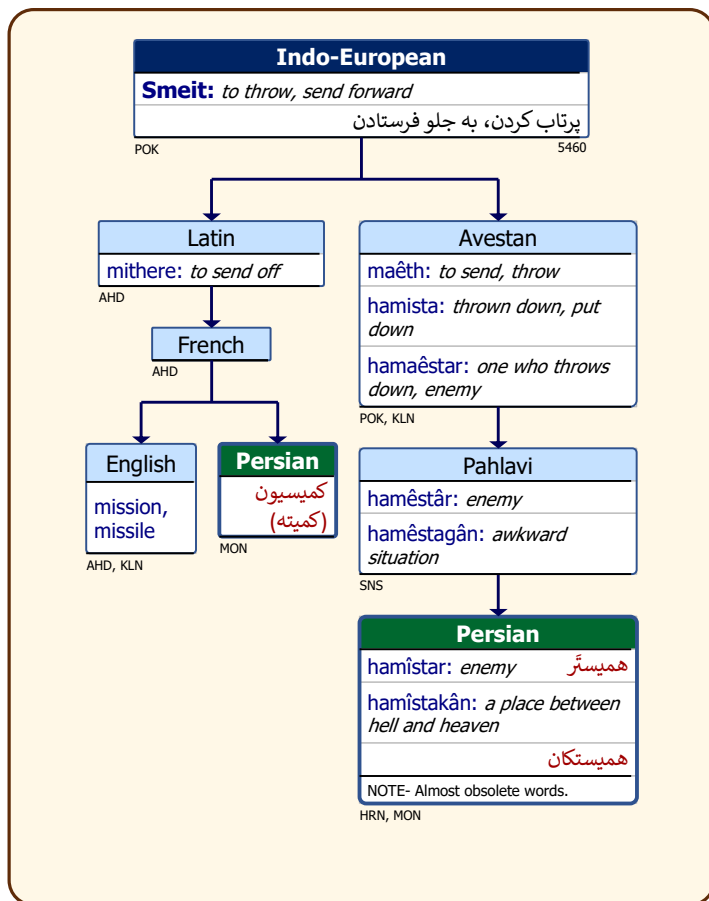 Indo-European
Smeit: to throw, send forward
پرتاب کردن، به جلو فرستادن
POK 5460
Latin
mithere: to send off
AHD
French
AHD
English
mission,
missile
AHD, KLN
Persian
کمیسیون
(کمیته)
MON
Avestan
maêth: to send, throw
hamista: thrown down, put
down
hamaêstar: one who throws
down, enemy
POK, KLN
Pahlavi
hamêstâr: enemy
hamêstagân: awkward
situation
SNS
Persian
hamîstar: enemy همیستَر
hamîstakân: a place between
hell and heaven
همیستکان
NOTE- Almost obsolete words.
HRN, MON